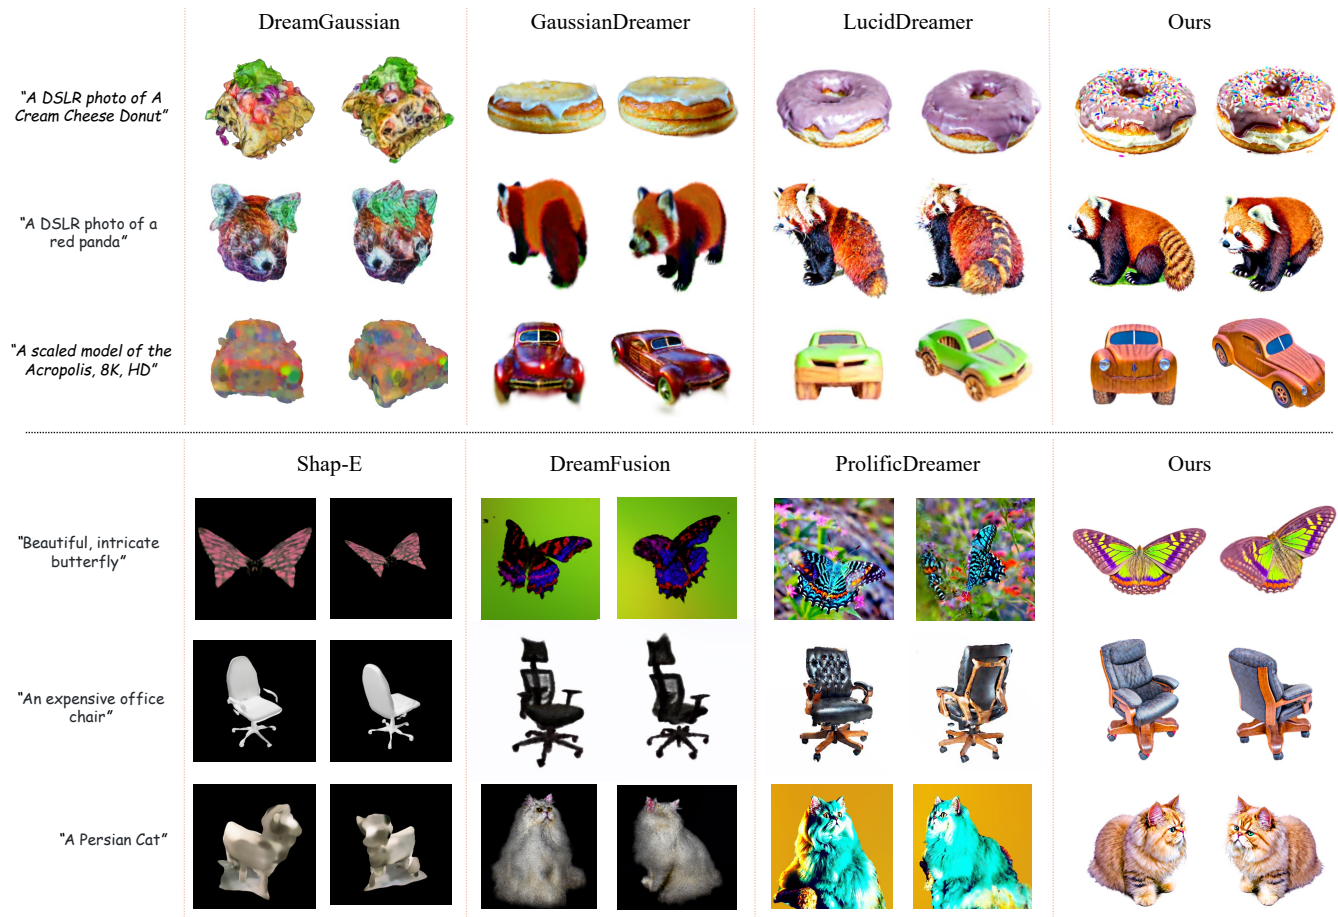 DreamGaussian
GaussianDreamer
LucidDreamer
Ours
“A DSLR photo of A
Cream Cheese Donut”
“A DSLR photo of a
red panda”
“A scaled model of the
Acropolis, 8K, HD”
Shap-E
DreamFusion
ProlificDreamer
Ours
“Beautiful, intricate
butterfly”
“An expensive office
chair”
“A Persian Cat”